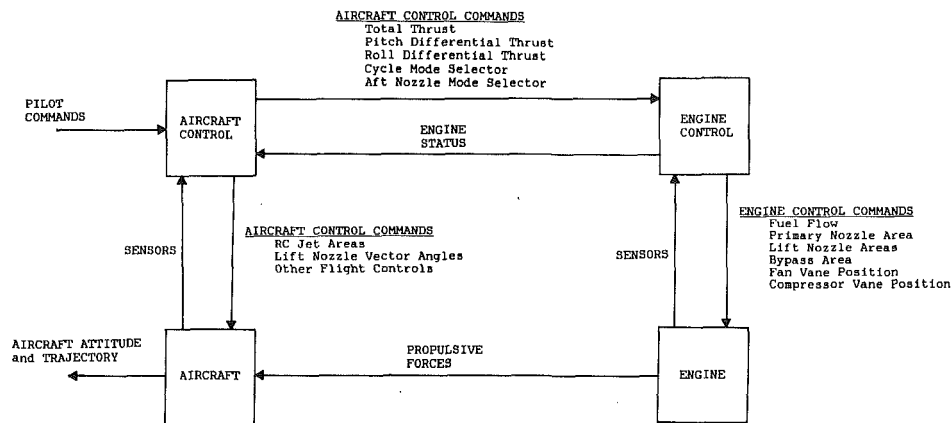 AIRCRAFT CONTROL COMMANDS
Total Thrust
Pitch Differential Thrust
Roll Differential Thrust
Cycle Mode Selector
Aft Nozzle Mode Selector
PILOT
COMMANDS
AIRCRAFT
CONTROL
ENGINE
STATUS
ENGINE
CONTROL
SENSORS
AIRCRAFT CONTROL COMMANDS
RC Jet Areas
Lift Nozzle Vector Angles
Other Flight Controls
SENSORS
ENGINE CONTROL COMMANDS
Fuel Flow
Primary Nozzle Area
Lift Nozzle Areas
Bypass Area
Fan Vane Position
Compressor Vane Position
AIRCRAFT ATTITUDE
and TRAJECTORY
AIRCRAFT
PROPULSIVE
FORCES
ENGINE